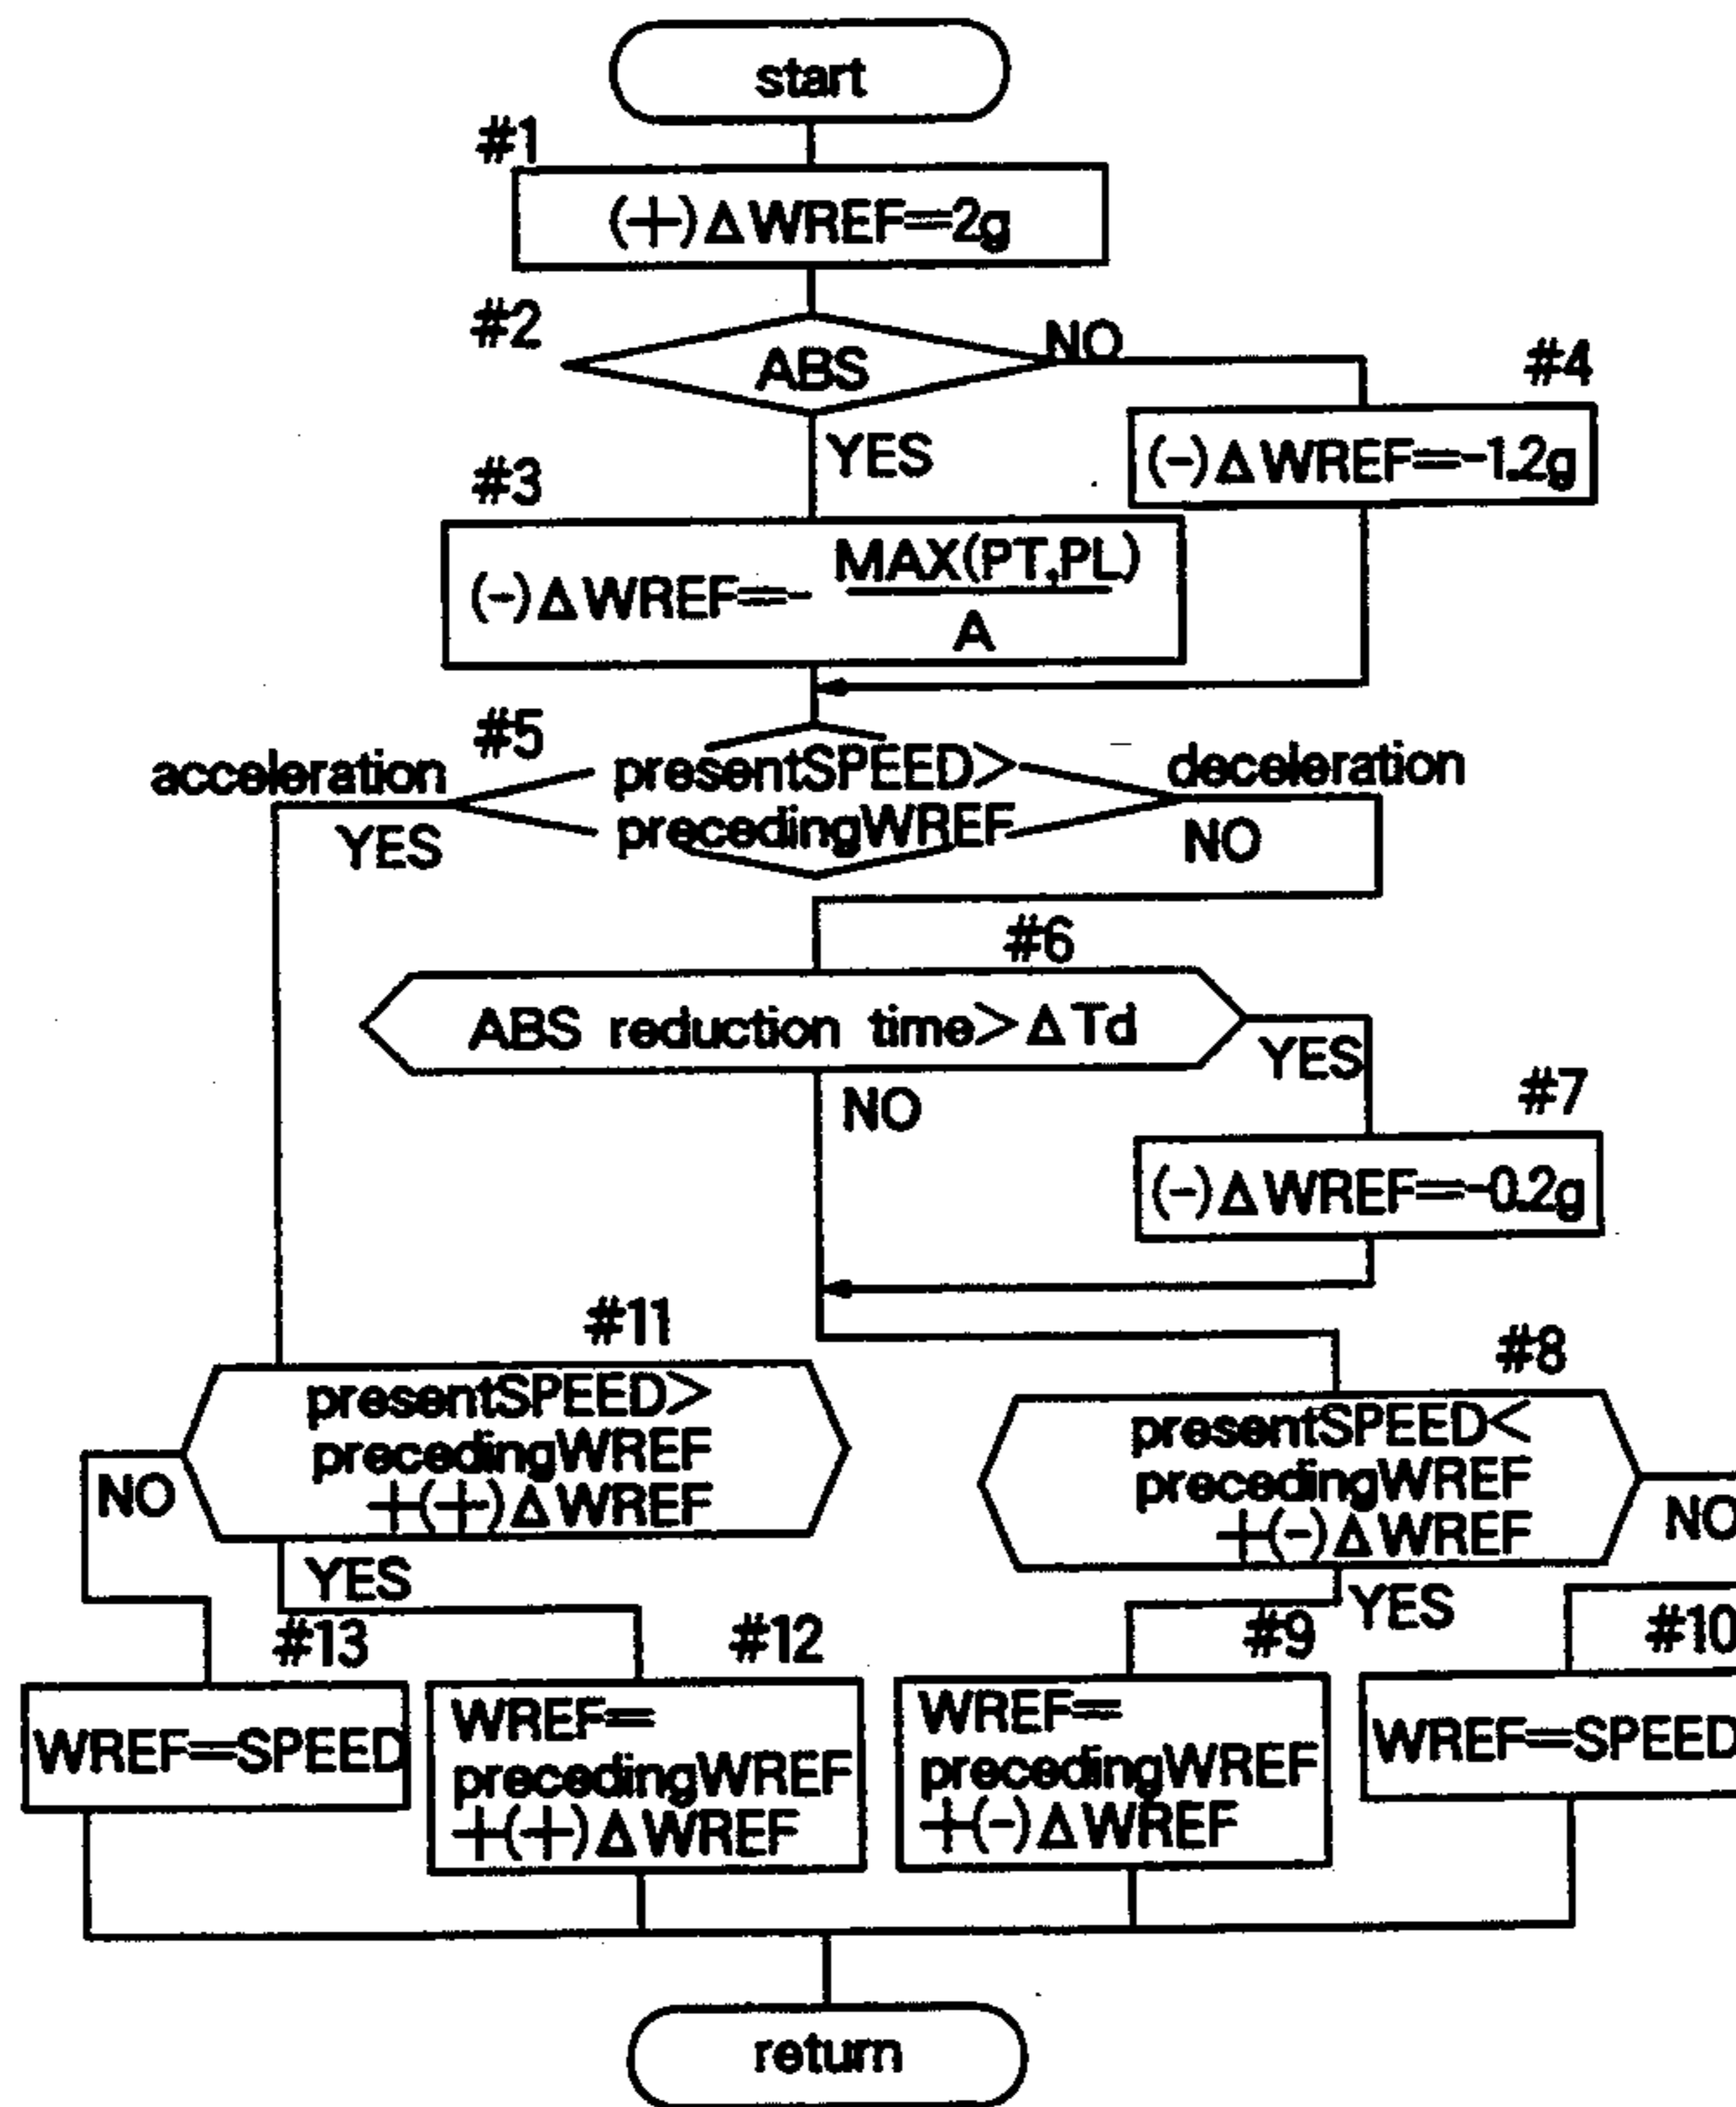 start
#1
(+)ΔWREF=2g
#2
ABS
NO
#4
YES
(-)ΔWREF=-1.2g
#3
(-)ΔWREF=- MAX(PT,PL)
A
#5
acceleration
presentSPEED>
deceleration
YES
precedingWREF
NO
#6
ABS reduction time>ΔTd
YES
NO
#7
(-)ΔWREF=-0.2g
#11
#8
presentSPEED>
precedingWREF
+(+)ΔWREF
NO
presentSPEED<
precedingWREF
+(-)ΔWREF
NO
YES
YES
#13
#12
#9
#10
WREF=SPEED
WREF=
precedingWREF
+(+)ΔWREF
WREF=
precedingWREF
+(-)ΔWREF
WREF=SPEED
return